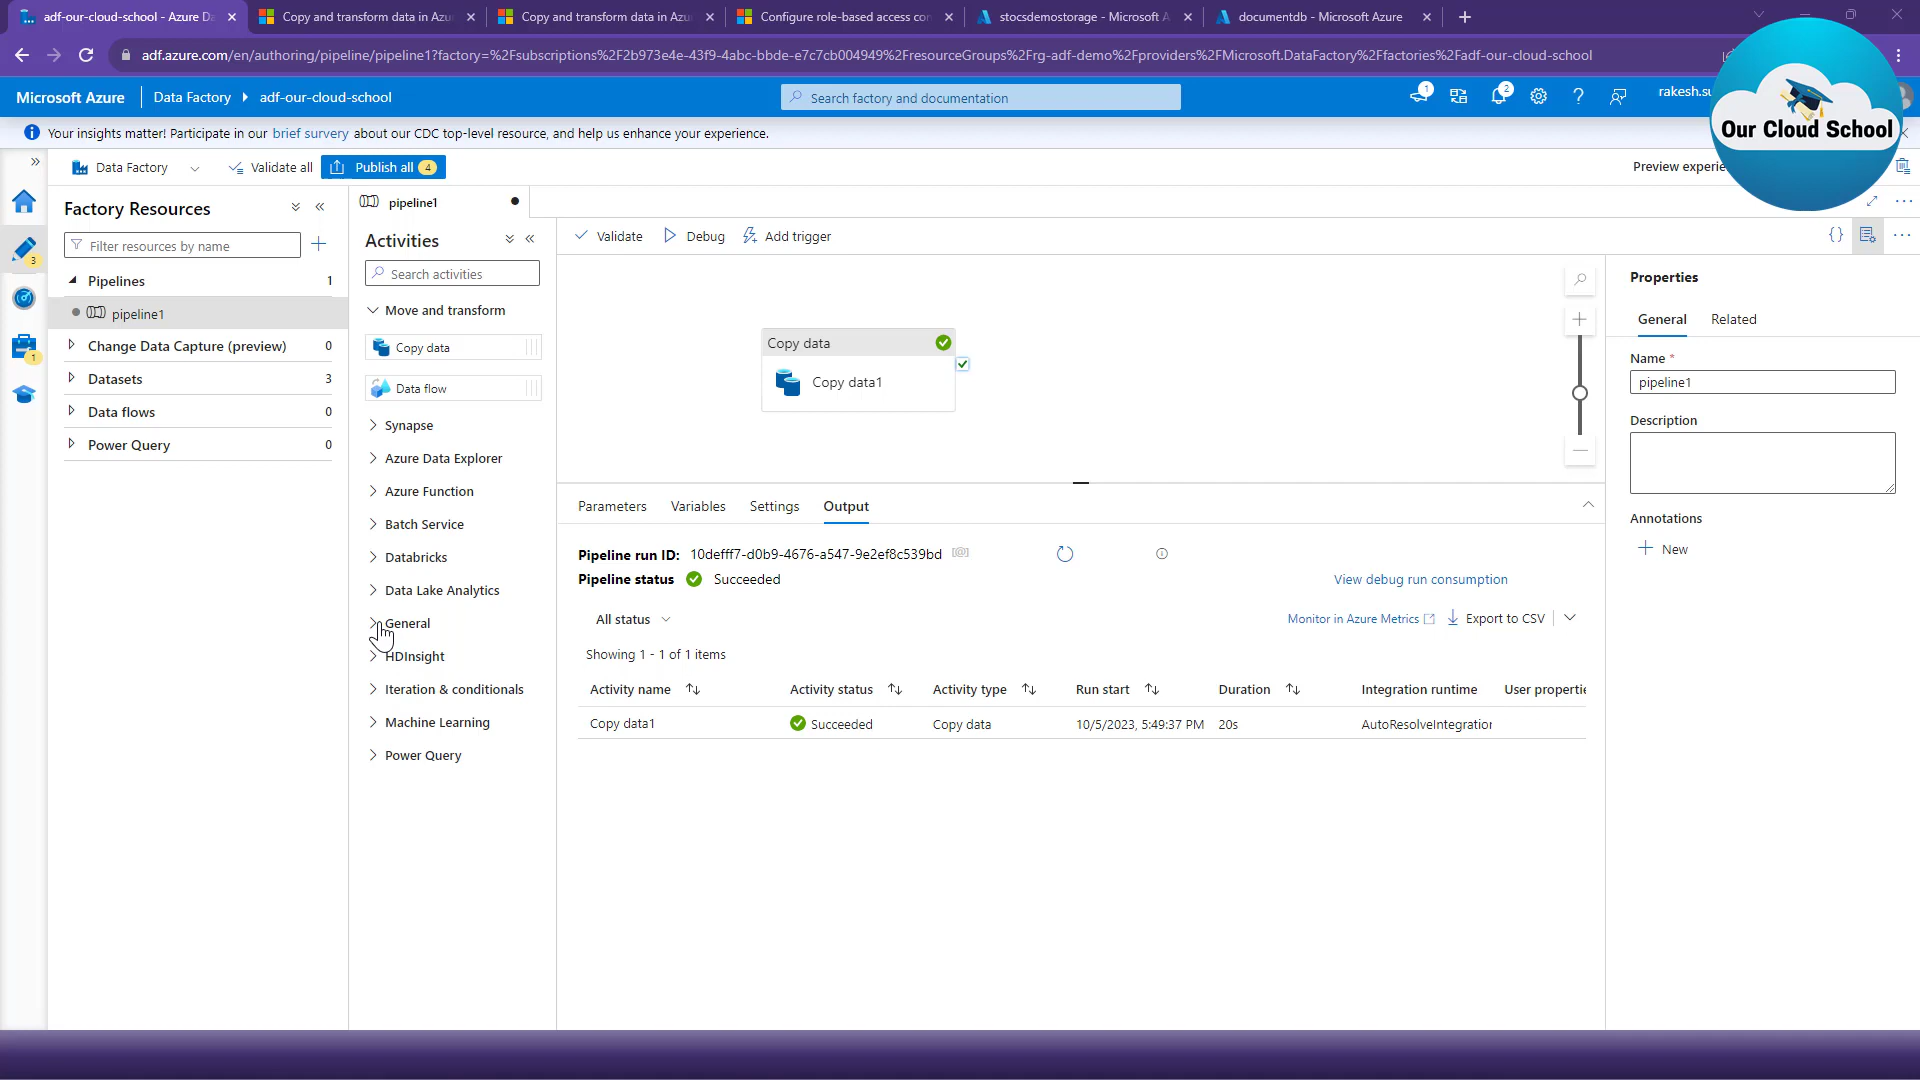 adf-our-cloud-school - Azure Da
Copy and transform data in Azu
Copy and transform data in Azu
Configure role-based access con
stocsdemostorage - Microsoft A
documentdb - Microsoft Azure
adf.azure.com/en/authoring/pipeline/pipeline1?factory=%2Fsubscriptions%2F2b973e4e-43f9-4abc-bbde-e7c7cb004949%2FresourceGroups%2Frg-adf-demo%2Fproviders%2FMicrosoft.DataFactory%2Ffactories%2Fadf-our-cloud-school
Microsoft Azure
Data Factory
adf-our-cloud-school
Search factory and documentation
1
2
rakesh.su
Our Cloud School
Your insights matter! Participate in our brief survey about our CDC top-level resource, and help us enhance your experience.
Data Factory
Validate all
Publish all 4
Preview experie
3
1
Factory Resources
Filter resources by name
Pipelines 1
pipeline1
Change Data Capture (preview) 0
Datasets 3
Data flows 0
Power Query 0
pipeline1
Activities
Search activities
Move and transform
Copy data
Data flow
Synapse
Azure Data Explorer
Azure Function
Batch Service
Databricks
Data Lake Analytics
General
HDInsight
Iteration & conditionals
Machine Learning
Power Query
Validate
Debug
Add trigger
{}
Copy data
Copy data1
Parameters
Variables
Settings
Output
Pipeline run ID: 10defff7-d0b9-4676-a547-9e2ef8c539bd
Pipeline status Succeeded
View debug run consumption
All status
Monitor in Azure Metrics
Export to CSV
Showing 1 - 1 of 1 items
Activity name Activity status Activity type Run start Duration Integration runtime User propertie
Copy data1 Succeeded Copy data 10/5/2023, 5:49:37 PM 20s AutoResolveIntegration
Properties
General
Related
Name *
pipeline1
Description
Annotations
New